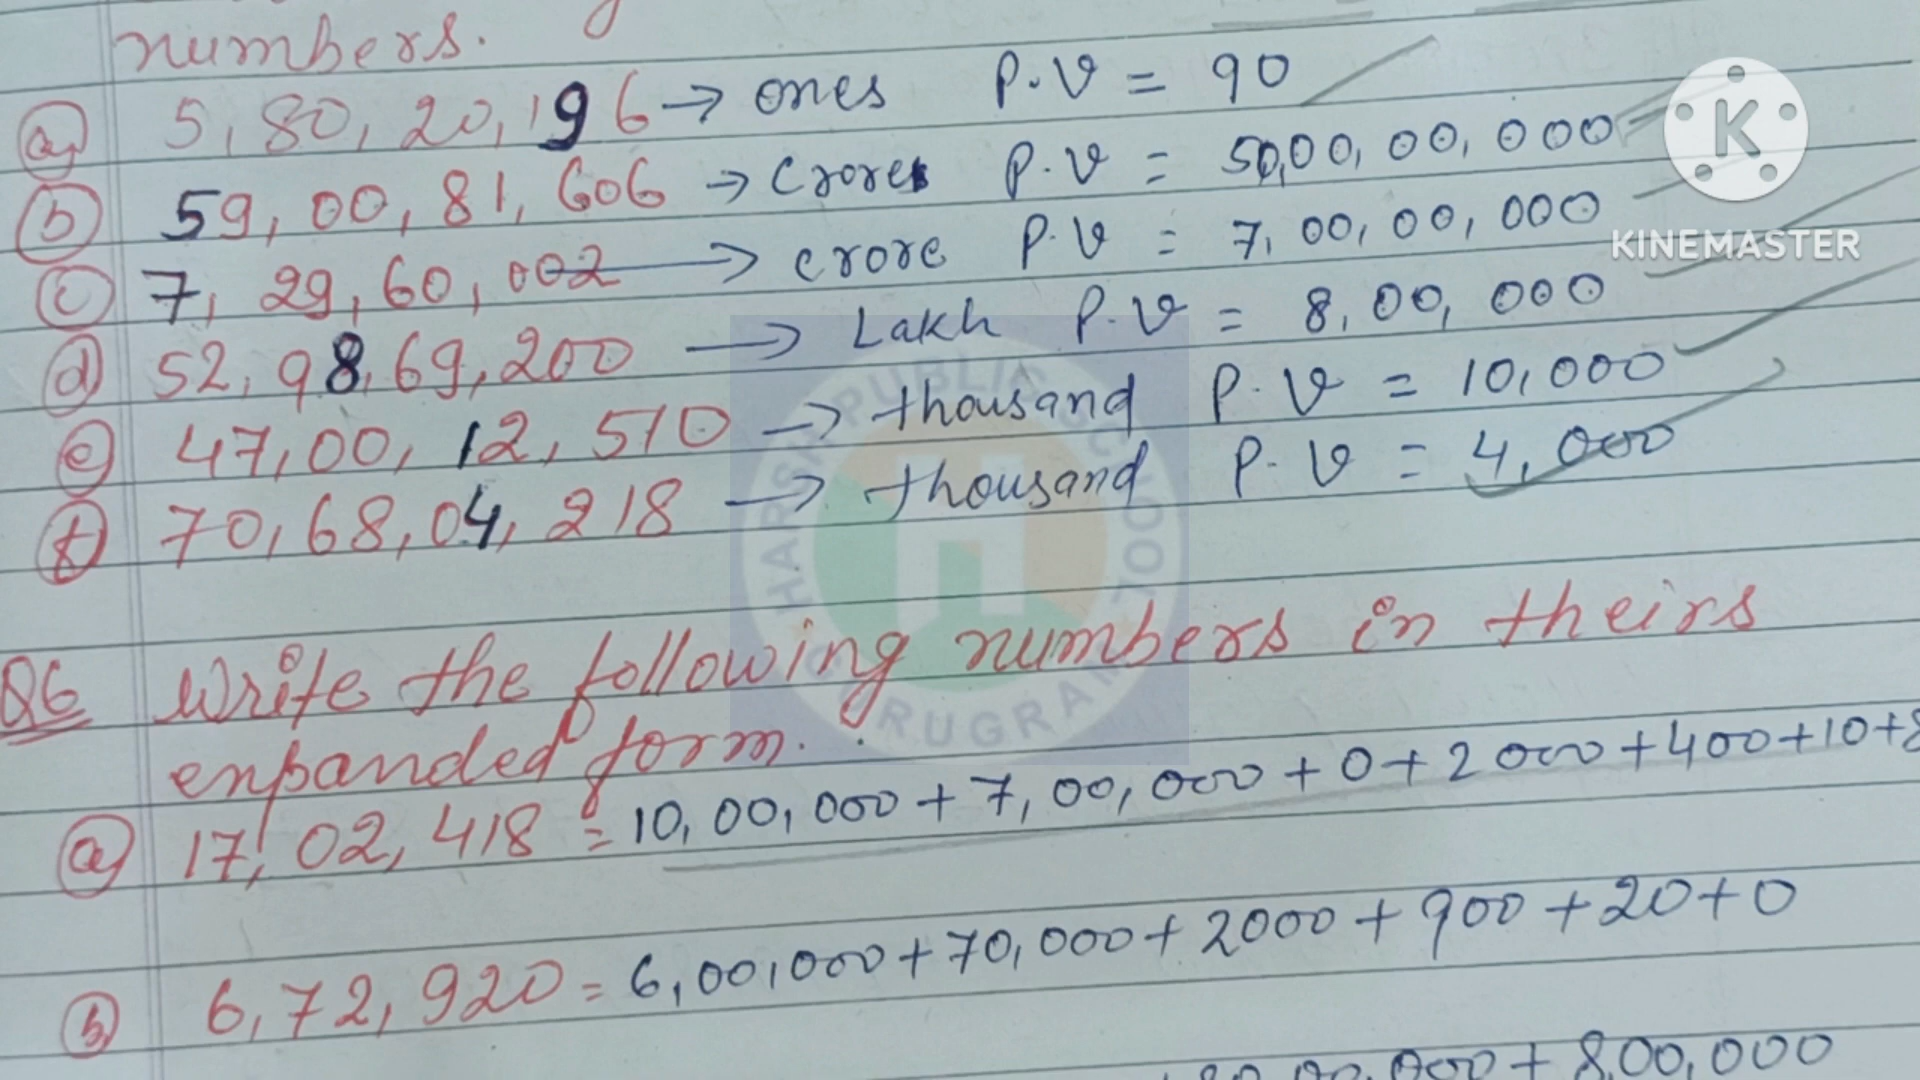 numbers.
(a) 5,80,20,196 → ones P.V = 90
(b) 59,00,81,606 → Crores P.V = 50,00,00,000
(c) 7,29,60,002 → crore P.V = 7,00,00,000
(d) 52,98,69,200 → Lakh P.V = 8,00,000
(e) 47,00,12,510 → thousand P.V = 10,000
(f) 70,68,04,218 → thousand P.V = 4,000
K
KINEMASTER
HARSH PUBLIC SCHOOL
H
GURUGRAM
Q6 Write the following numbers in theirs
expanded form.
(a) 17,02,418 = 10,00,000+7,00,000+0+2000+400+10+8
(b) 6,72,920 = 6,00,000+70,000+2000+900+20+0
+8,00,000